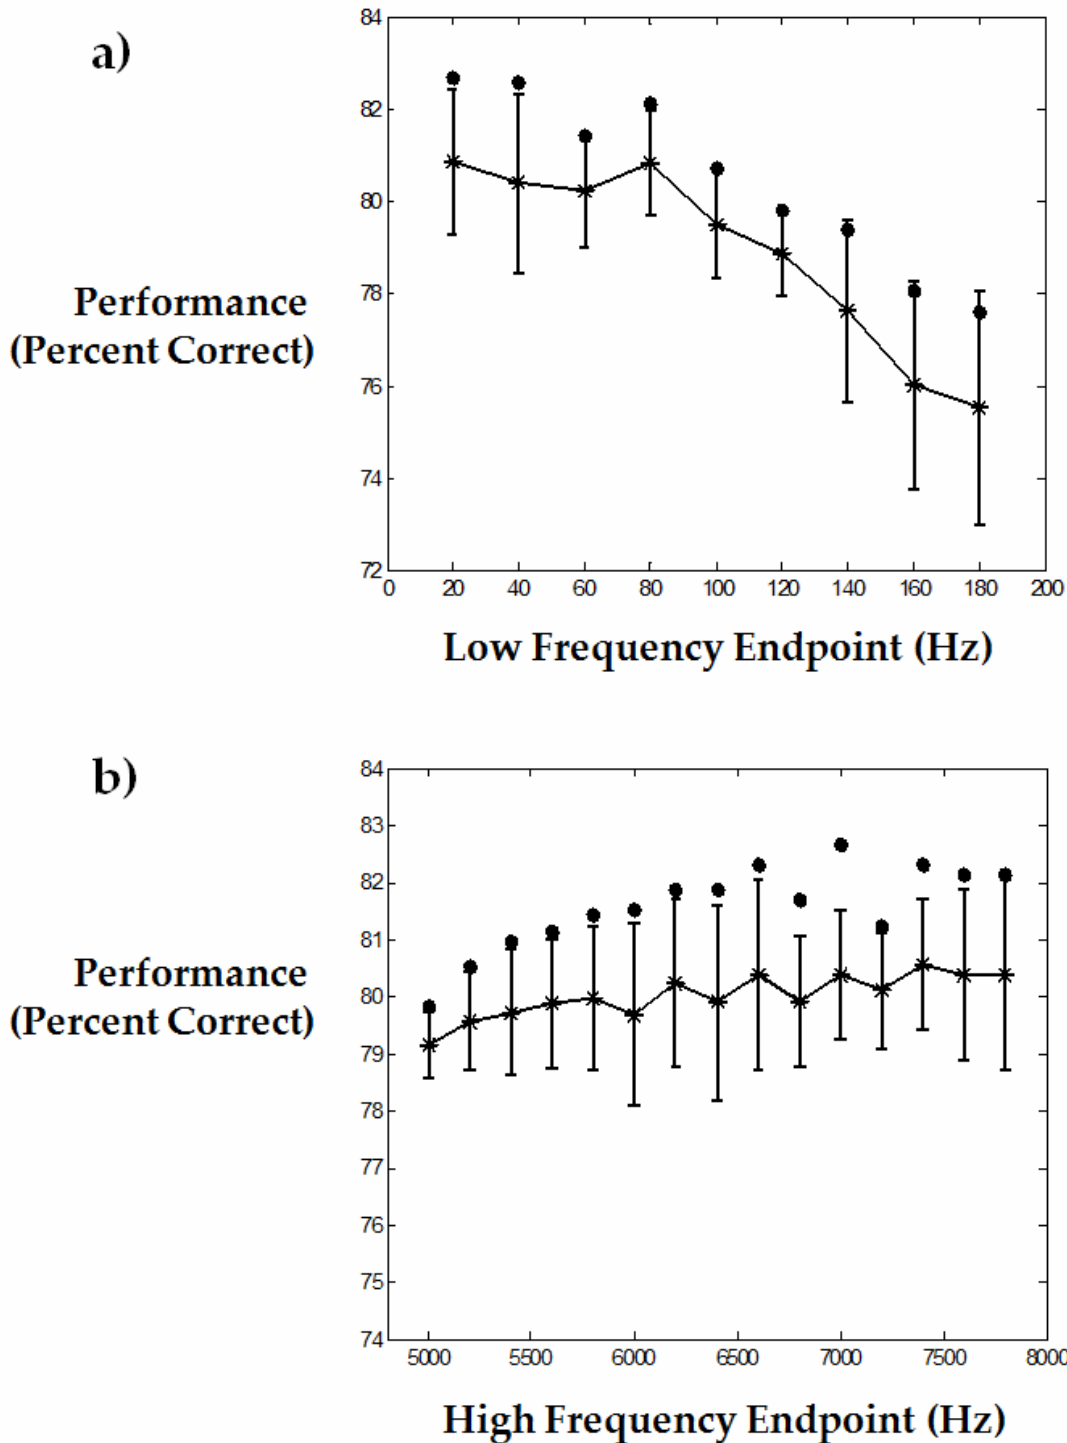 a)
84
82
80
78
76
74
72
Performance
(Percent Correct)
0 20 40 60 80 100 120 140 160 180 200
Low Frequency Endpoint (Hz)
b)
84
83
82
81
80
79
78
77
76
75
74
Performance
(Percent Correct)
5000 5500 6000 6500 7000 7500 8000
High Frequency Endpoint (Hz)